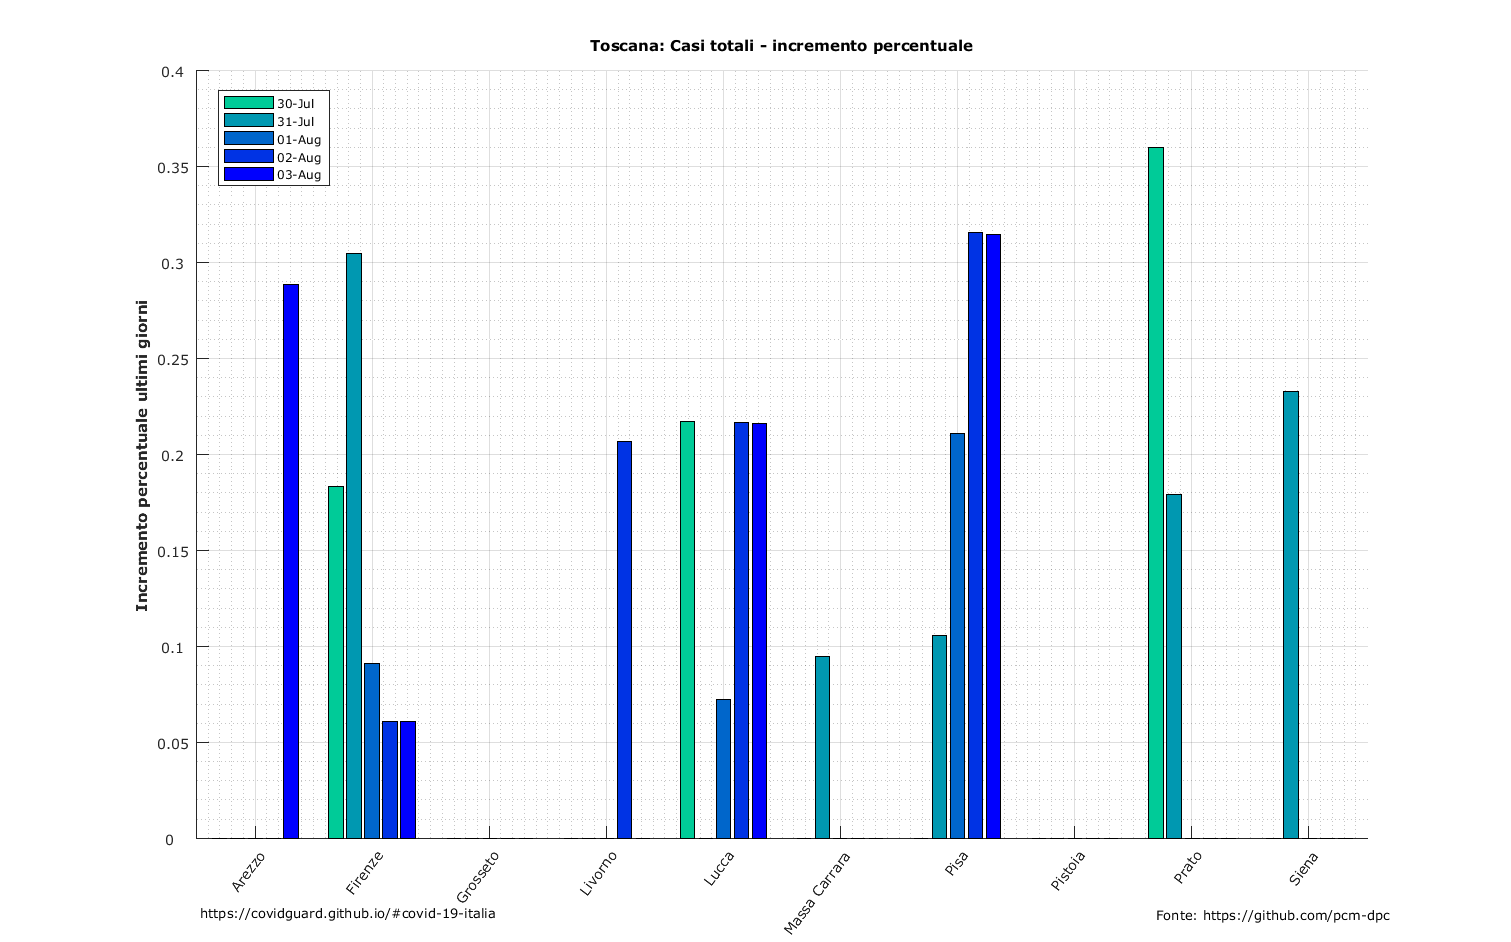 Toscana: Casi totali - incremento percentuale
Incremento percentuale ultimi giorni
0.4
0.35
0.3
0.25
0.2
0.15
0.1
0.05
0
30-Jul
31-Jul
01-Aug
02-Aug
03-Aug
Arezzo
Firenze
Grosseto
Livorno
Lucca
Massa Carrara
Pisa
Pistoia
Prato
Siena
https://covidguard.github.io/#covid-19-italia
Fonte: https://github.com/pcm-dpc